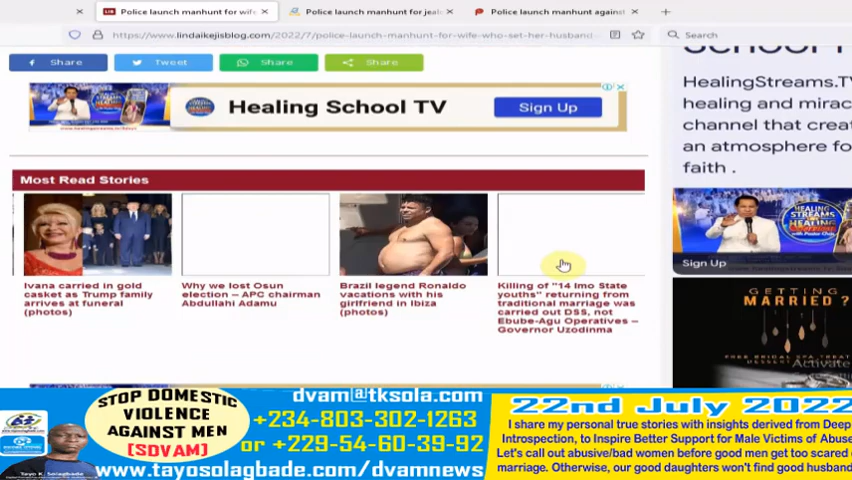 Police launch manhunt for wife
Police launch manhunt for jeal
Police launch manhunt against
https://www.lindaikejisblog.com/2022/7/police-launch-manhunt-for-wife-who-set-her-husband
Search
Share
Tweet
Share
Share
Healing School TV
Sign Up
HealingStreams.TV
healing and mirac
channel that creat
an atmosphere fo
faith .
Most Read Stories
Ivana carried in gold
casket as Trump family
arrives at funeral
(photos)
Why we lost Osun
election – APC chairman
Abdullahi Adamu
Brazil legend Ronaldo
vacations with his
girlfriend in Ibiza
(photos)
Killing of "14 Imo State
youths" returning from
traditional marriage was
carried out DSS, not
Ebube-Agu Operatives –
Governor Uzodinma
HEALING
STREAMS
Sign Up
GETTING
MARRIED ?
FREE BRIDAL SPA TREAT
STOP DOMESTIC
VIOLENCE
AGAINST MEN
(SDVAM)
dvam@tksola.com
+234-803-302-1263
or +229-54-60-39-92
www.tayosolagbade.com/dvamnews
Tayo K. Solagbade
22nd July 2022
I share my personal true stories with insights derived from Deep
Introspection, to Inspire Better Support for Male Victims of Abuse
Let's call out abusive/bad women before good men get too scared o
marriage. Otherwise, our good daughters won't find good husband